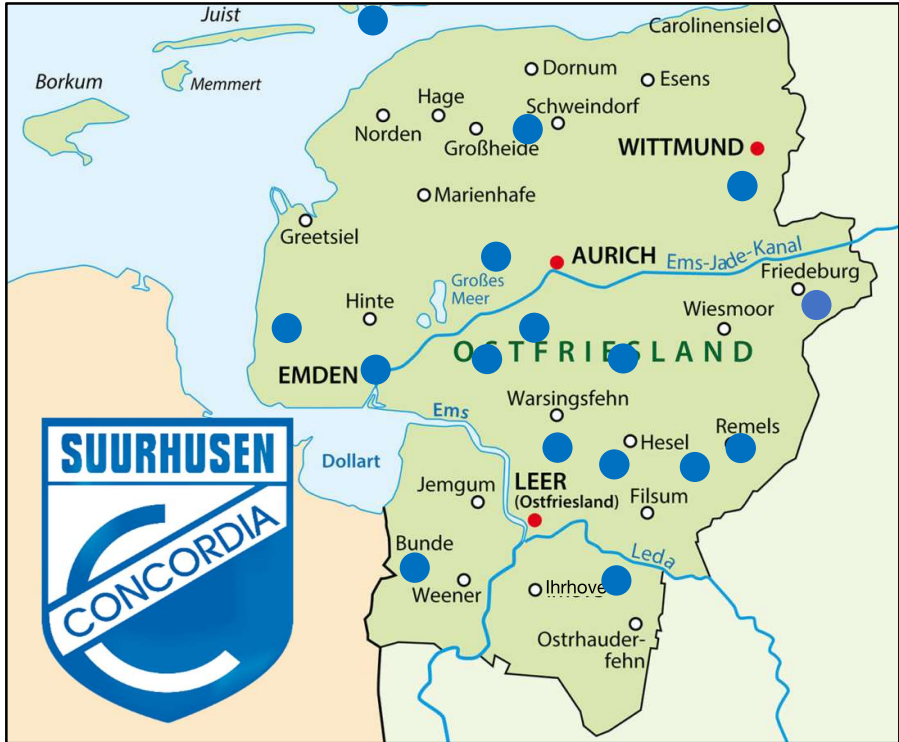 Juist
Carolinensiel
Borkum
Memmert
Dornum
Esens
Hage
Schweindorf
Norden
Großheide
WITTMUND
Marienhafe
Greetsiel
AURICH
Ems-Jade-Kanal
Friedeburg
Großes
Meer
Hinte
Wiesmoor
OSTFRIESLAND
EMDEN
Warsingsfehn
Ems
Remels
Hesel
SUURHUSEN
CONCORDIA
Dollart
LEER
(Ostfriesland)
Jemgum
Filsum
Bunde
Leda
Weener
Ihrhove
Ostrhauder-
fehn